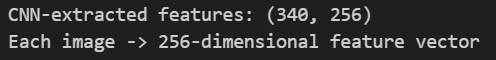 CNN-extracted features: (340, 256)
Each image -> 256-dimensional feature vector